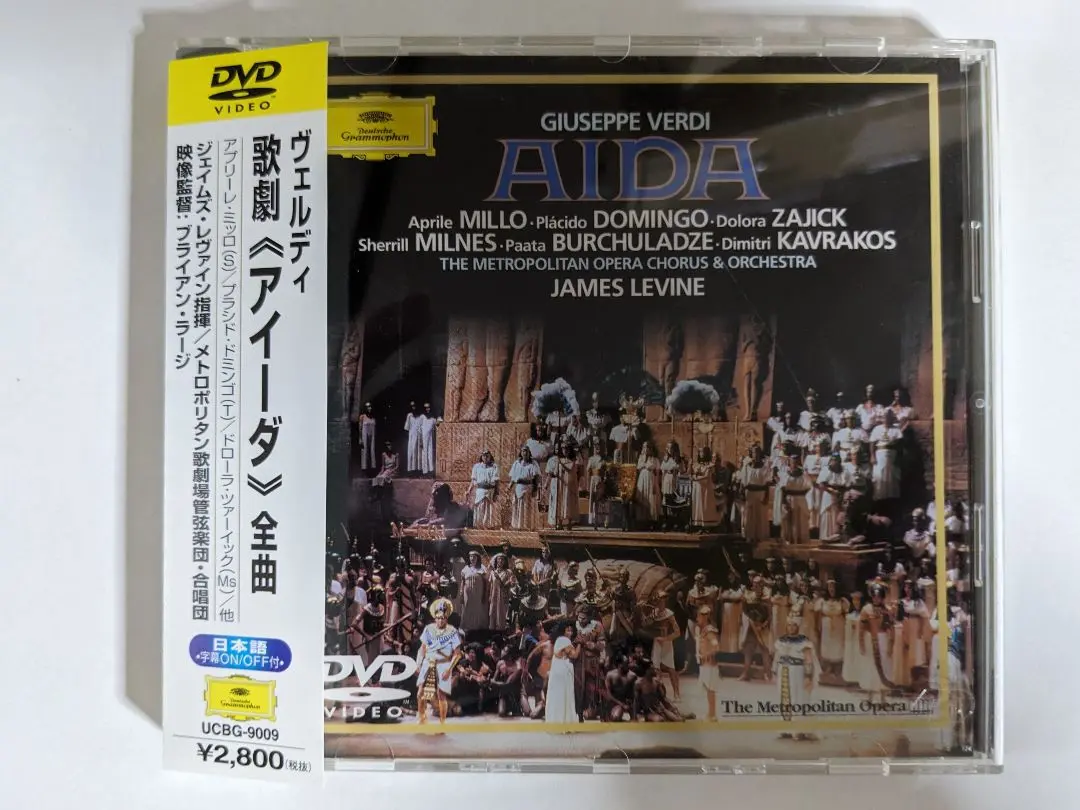 DVD
VIDEO
ヴェルディ
歌劇《アイーダ》全曲
アプリーレ・ミッロ(S)/プラシド・ドミンゴ(T)/ドローラ・ツァーイック(Ms)/他
ジェイムズ・レヴァイン指揮/メトロポリタン歌劇場管弦楽団・合唱団
映像監督:ブライアン・ラージ
日本語
•字幕ON/OFF付•
Deutsche
Grammophon
UCBG-9009
¥2,800(税抜)
Deutsche
Grammophon
GIUSEPPE VERDI
AIDA
Aprile MILLO·Plácido DOMINGO·Dolora ZAJICK
Sherrill MILNES·Paata BURCHULADZE·Dimitri KAVRAKOS
THE METROPOLITAN OPERA CHORUS & ORCHESTRA
JAMES LEVINE
DVD
VIDEO
The Metropolitan Opera